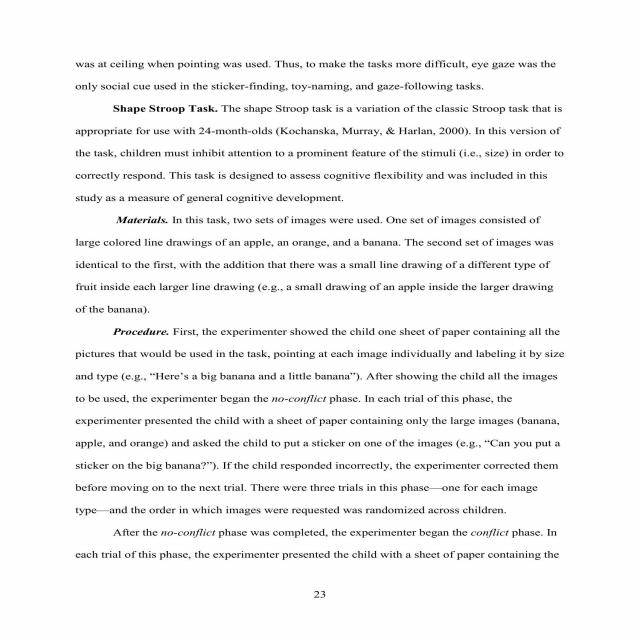 was at ceiling when pointing was used. Thus, to make the tasks more difficult, eye gaze was the
only social cue used in the sticker-finding, toy-naming, and gaze-following tasks.
Shape Stroop Task. The shape Stroop task is a variation of the classic Stroop task that is
appropriate for use with 24-month-olds (Kochanska, Murray, & Harlan, 2000). In this version of
the task, children must inhibit attention to a prominent feature of the stimuli (i.e., size) in order to
correctly respond. This task is designed to assess cognitive flexibility and was included in this
study as a measure of general cognitive development.
Materials. In this task, two sets of images were used. One set of images consisted of
large colored line drawings of an apple, an orange, and a banana. The second set of images was
identical to the first, with the addition that there was a small line drawing of a different type of
fruit inside each larger line drawing (e.g., a small drawing of an apple inside the larger drawing
of the banana).
Procedure. First, the experimenter showed the child one sheet of paper containing all the
pictures that would be used in the task, pointing at each image individually and labeling it by size
and type (e.g., “Here’s a big banana and a little banana”). After showing the child all the images
to be used, the experimenter began the no-conflict phase. In each trial of this phase, the
experimenter presented the child with a sheet of paper containing only the large images (banana,
apple, and orange) and asked the child to put a sticker on one of the images (e.g., “Can you put a
sticker on the big banana?”). If the child responded incorrectly, the experimenter corrected them
before moving on to the next trial. There were three trials in this phase—one for each image
type—and the order in which images were requested was randomized across children.
After the no-conflict phase was completed, the experimenter began the conflict phase. In
each trial of this phase, the experimenter presented the child with a sheet of paper containing the
23